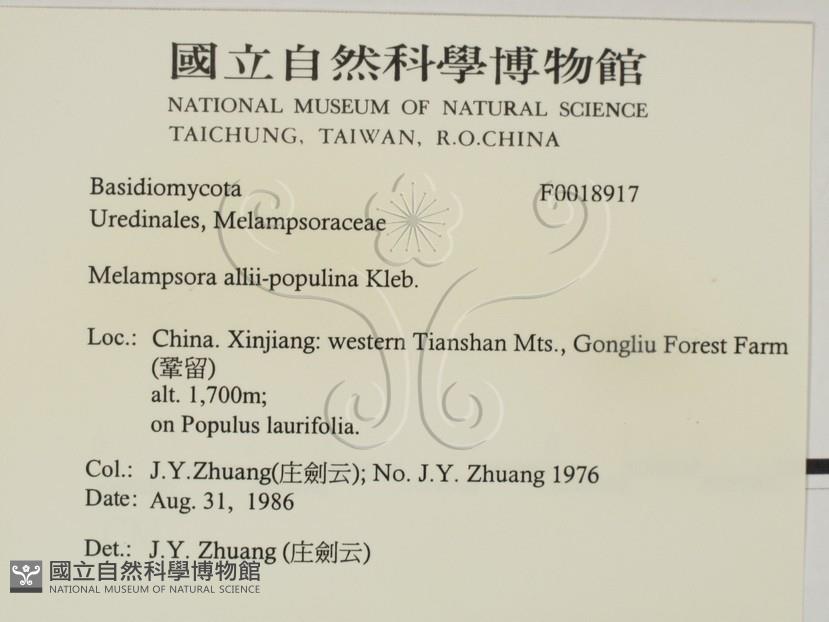 國立自然科學博物館
NATIONAL MUSEUM OF NATURAL SCIENCE
TAICHUNG, TAIWAN, R.O.CHINA
Basidiomycota F0018917
Uredinales, Melampsoraceae
Melampsora allii-populina Kleb.
Loc.: China. Xinjiang: western Tianshan Mts., Gongliu Forest Farm
(鞏留)
alt. 1,700m;
on Populus laurifolia.
Col.: J.Y.Zhuang(庄劍云); No. J.Y. Zhuang 1976
Date: Aug. 31, 1986
Det.: J.Y. Zhuang (庄劍云)
國立自然科學博物館
NATIONAL MUSEUM OF NATURAL SCIENCE